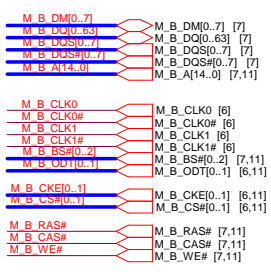 M_B_DM[0..7] M_B_DM[0..7] [7]
M_B_DQ[0..63] M_B_DQ[0..63] [7]
M_B_DQS[0..7] M_B_DQS[0..7] [7]
M_B_DQS#[0..7] M_B_DQS#[0..7] [7]
M_B_A[14..0] M_B_A[14..0] [7,11]
M_B_CLK0 M_B_CLK0 [6]
M_B_CLK0# M_B_CLK0# [6]
M_B_CLK1 M_B_CLK1 [6]
M_B_CLK1# M_B_CLK1# [6]
M_B_BS#[0..2] M_B_BS#[0..2] [7,11]
M_B_ODT[0..1] M_B_ODT[0..1] [6,11]
M_B_CKE[0..1] M_B_CKE[0..1] [6,11]
M_B_CS#[0..1] M_B_CS#[0..1] [6,11]
M_B_RAS# M_B_RAS# [7,11]
M_B_CAS# M_B_CAS# [7,11]
M_B_WE# M_B_WE# [7,11]